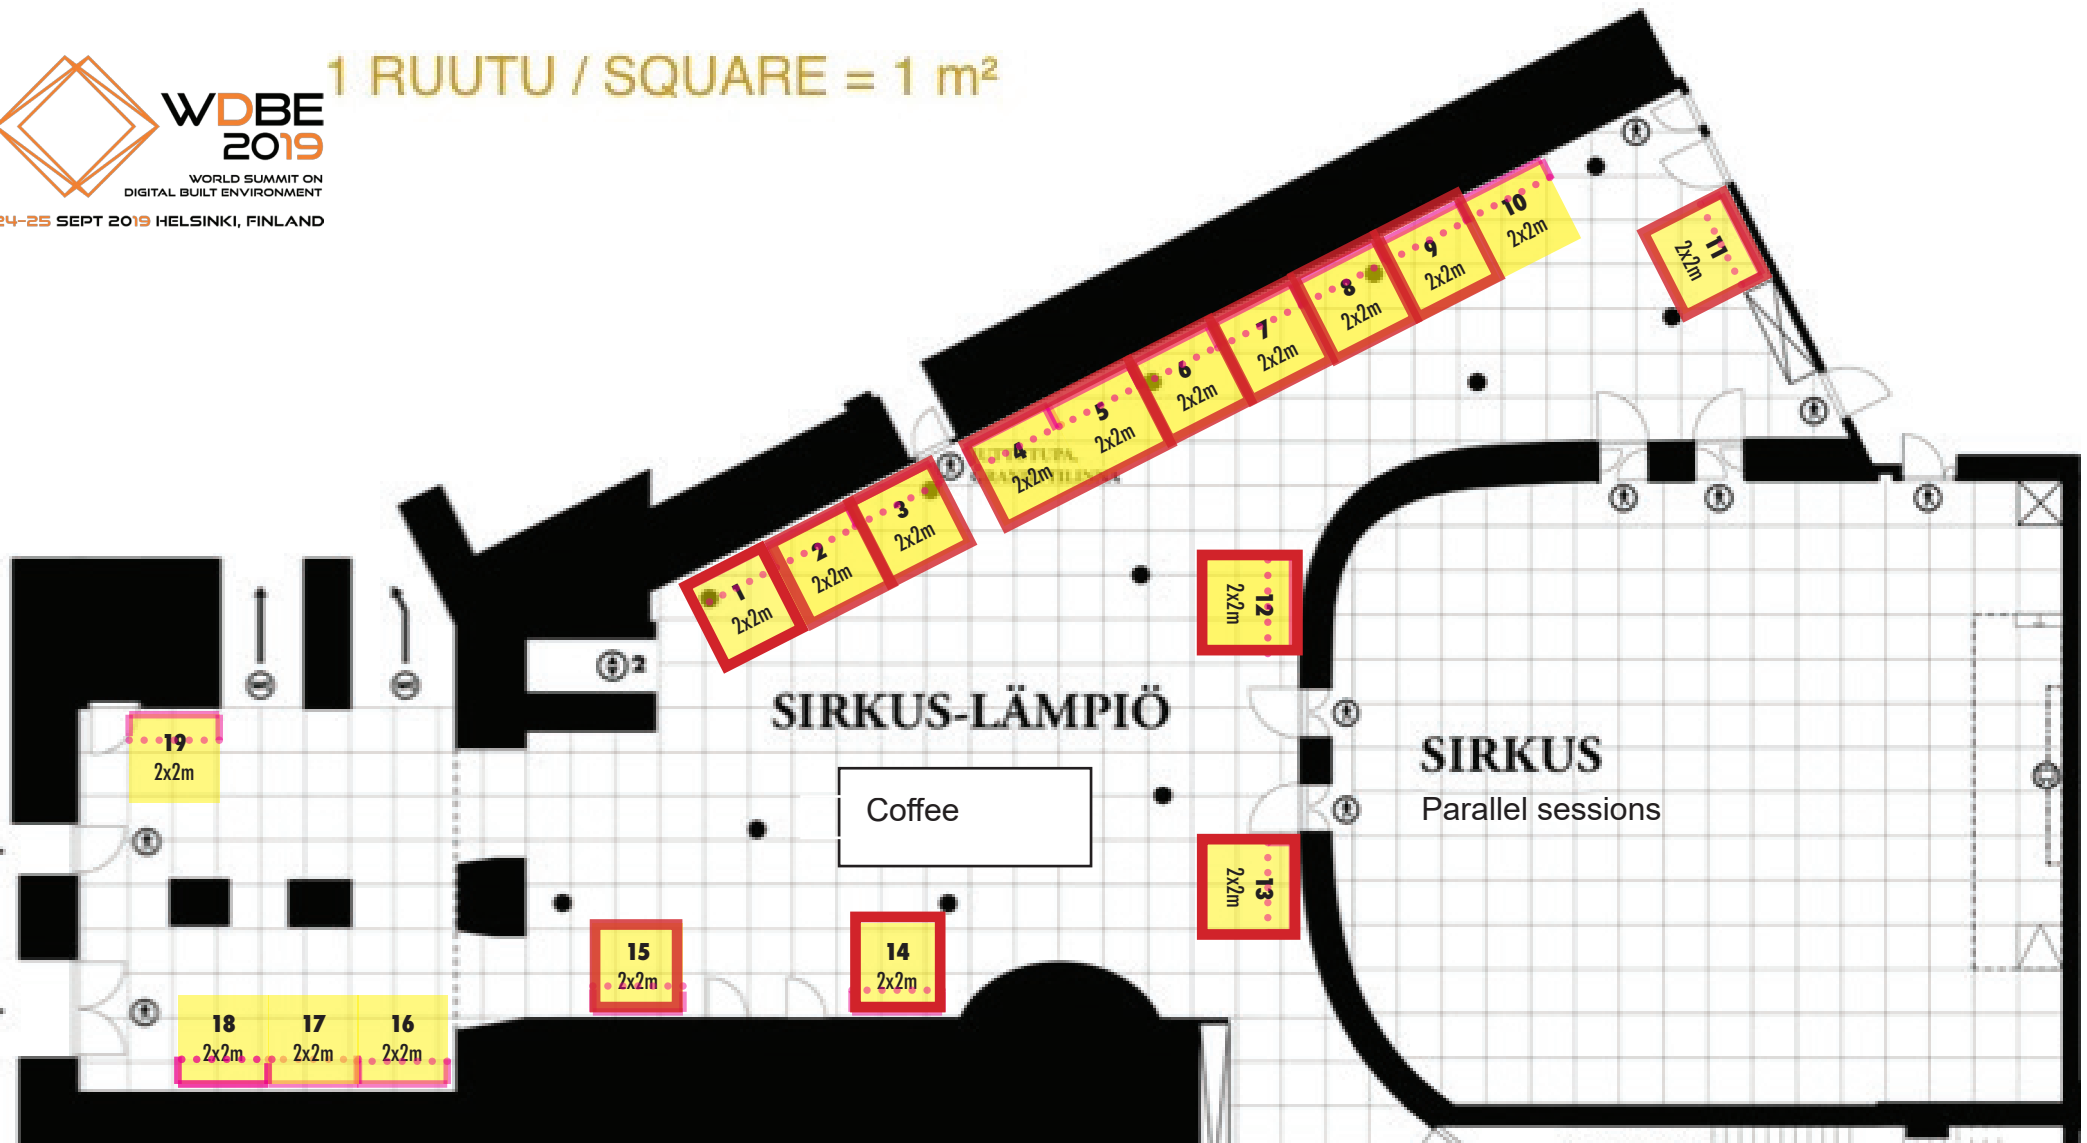 1 RUUTU / SQUARE = 1 m²
WDBE
2019
WORLD SUMMIT ON
DIGITAL BUILT ENVIRONMENT
24-25 SEPT 2019 HELSINKI, FINLAND
10
2x2m
9
2x2m
11
2x2m
8
2x2m
7
2x2m
6
2x2m
5
2x2m
4
2x2m
3
2x2m
2
2x2m
1
2x2m
12
2x2m
2
SIRKUS-LÄMPIÖ
SIRKUS
Parallel sessions
Coffee
19
2x2m
13
2x2m
15
2x2m
14
2x2m
18
2x2m
17
2x2m
16
2x2m